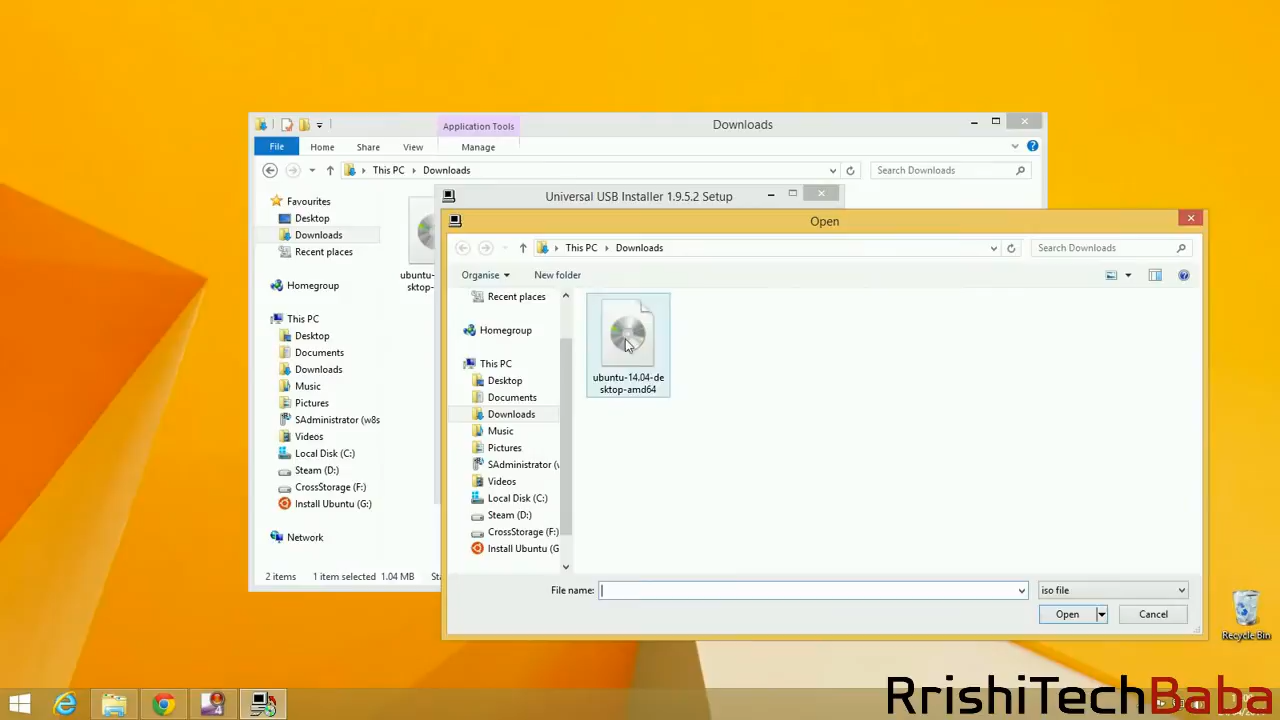 Application Tools
Downloads
File
Home
Share
View
Manage
This PC
Downloads
Search Downloads
Favourites
Desktop
Downloads
Recent places
Homegroup
This PC
Desktop
Documents
Downloads
Music
Pictures
SAdministrator (w8s
Videos
Local Disk (C:)
Steam (D:)
CrossStorage (F:)
Install Ubuntu (G:)
Network
2 items
1 item selected
1.04 MB
ubuntu-
sktop-
Universal USB Installer 1.9.5.2 Setup
Open
This PC
Downloads
Search Downloads
Organise
New folder
Recent places
Homegroup
This PC
Desktop
Documents
Downloads
Music
Pictures
SAdministrator (
Videos
Local Disk (C:)
Steam (D:)
CrossStorage (F:)
Install Ubuntu (G
ubuntu-14.04-de
sktop-amd64
File name:
iso file
Open
Cancel
Recycle Bin
RrishiTechBaba